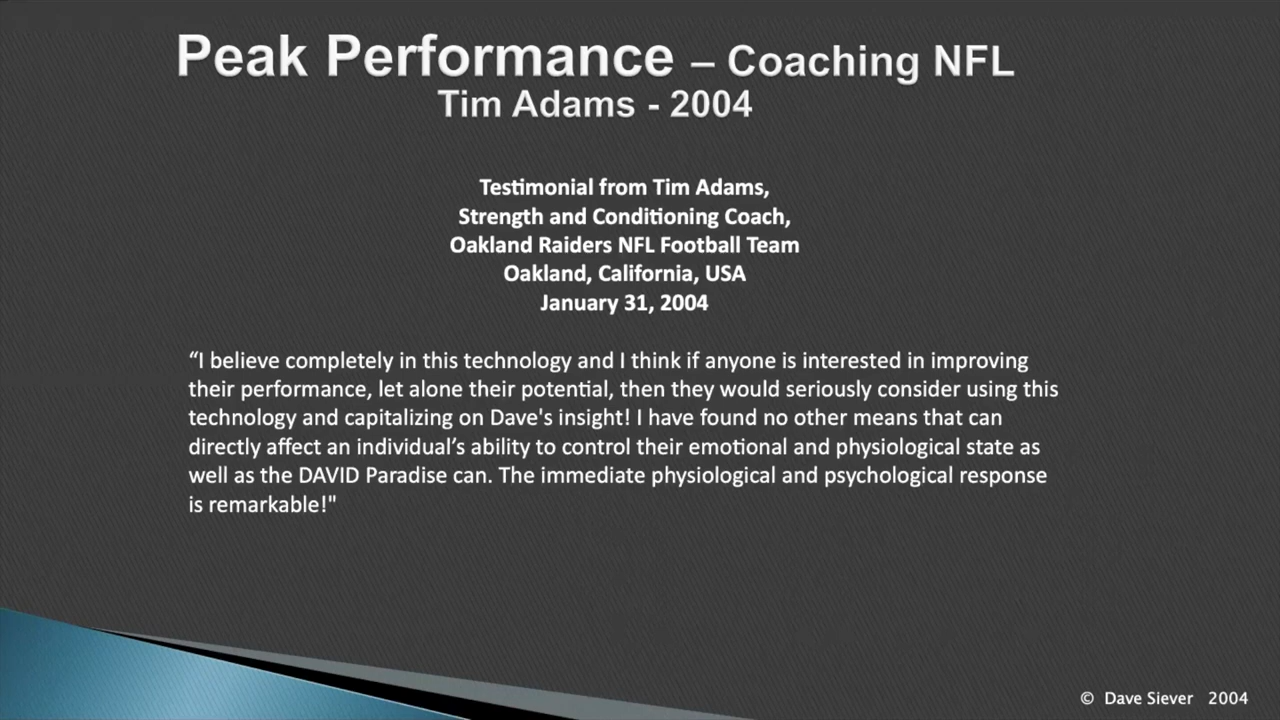 Peak Performance – Coaching NFL
Tim Adams - 2004
Testimonial from Tim Adams,
Strength and Conditioning Coach,
Oakland Raiders NFL Football Team
Oakland, California, USA
January 31, 2004
“I believe completely in this technology and I think if anyone is interested in improving
their performance, let alone their potential, then they would seriously consider using this
technology and capitalizing on Dave's insight! I have found no other means that can
directly affect an individual’s ability to control their emotional and physiological state as
well as the DAVID Paradise can. The immediate physiological and psychological response
is remarkable!"
© Dave Siever 2004